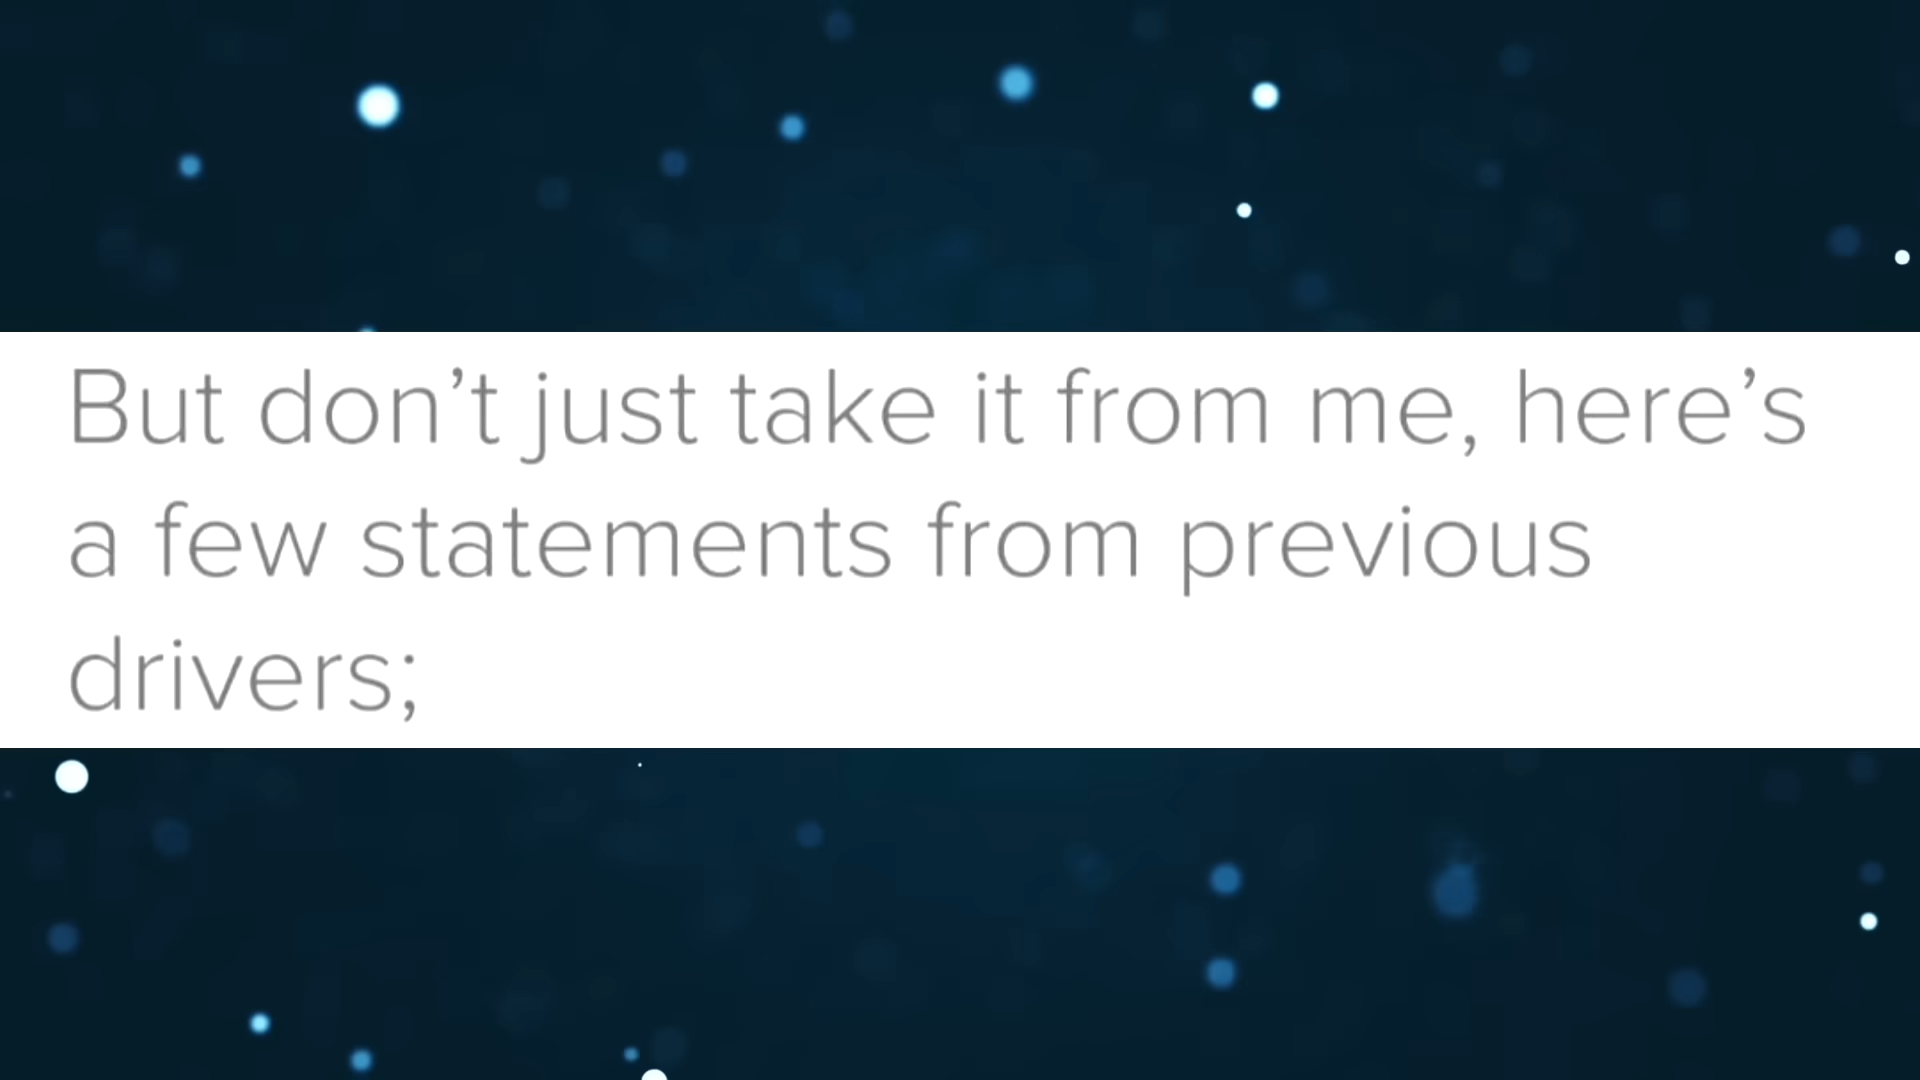 But don’t just take it from me, here’s
a few statements from previous
drivers;